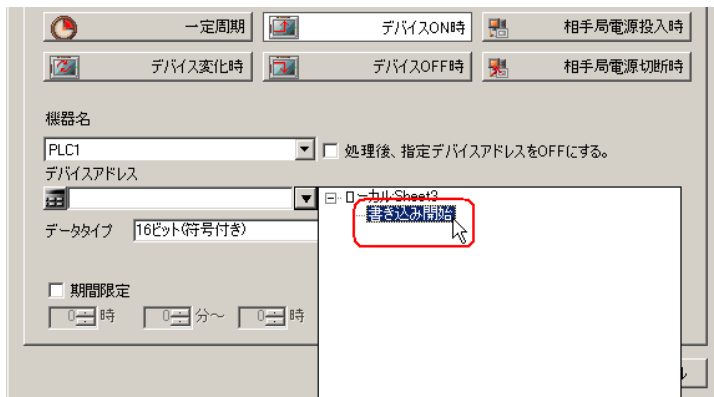 一定周期 デバイスON時 相手局電源投入時
デバイス変化時 デバイスOFF時 相手局電源切断時
機器名
PLC1 処理後、指定デバイスアドレスをOFFにする。
デバイスアドレス
ローカル:Sheet3
書き込み開始
データタイプ 16ビット(符号付き)
期間限定
0 時 0 分～ 0 時
ル